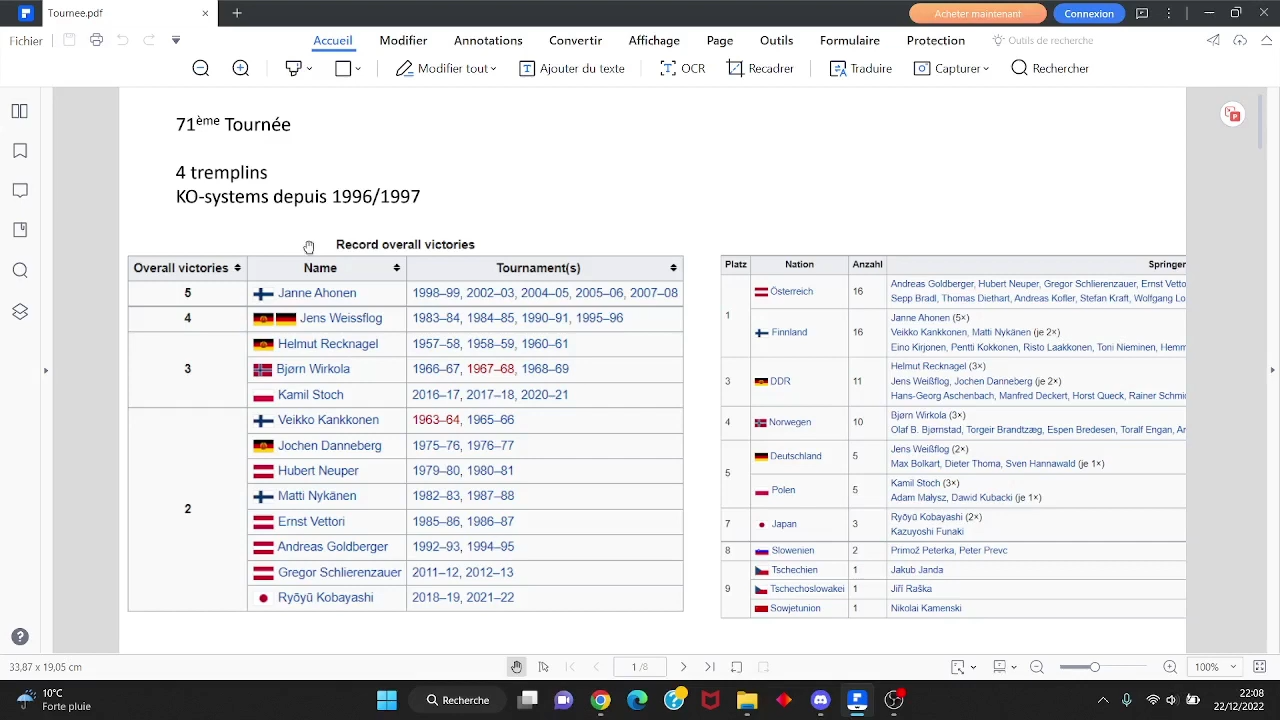 Tournee.pdf
Acheter maintenant
Connexion
Fichier
Accueil
Modifier
Annotations
Convertir
Affichage
Page
Outils
Formulaire
Protection
Outils de recherche
Modifier tout
Ajouter du texte
OCR
Recadrer
Traduire
Capturer
Rechercher
71ème Tournée
4 tremplins
KO-systems depuis 1996/1997
Record overall victories
Overall victories Name Tournament(s)
5 Janne Ahonen 1998–99, 2002–03, 2004–05, 2005–06, 2007–08
4 Jens Weissflog 1983–84, 1984–85, 1990–91, 1995–96
3 Helmut Recknagel 1957–58, 1958–59, 1960–61
Bjørn Wirkola 1966–67, 1967–68, 1968–69
Kamil Stoch 2016–17, 2017–18, 2020–21
2 Veikko Kankkonen 1963–64, 1965–66
Jochen Danneberg 1975–76, 1976–77
Hubert Neuper 1979–80, 1980–81
Matti Nykänen 1982–83, 1987–88
Ernst Vettori 1985–86, 1986–87
Andreas Goldberger 1992–93, 1994–95
Gregor Schlierenzauer 2011–12, 2012–13
Ryōyū Kobayashi 2018–19, 2021–22
Platz Nation Anzahl Springer
1 Österreich 16 Andreas Goldberger, Hubert Neuper, Gregor Schlierenzauer, Ernst Vetto
Sepp Bradl, Thomas Diethart, Andreas Kofler, Stefan Kraft, Wolfgang Lo
Finnland 16 Janne Ahonen (5×)
Veikko Kankkonen, Matti Nykänen (je 2×)
Eino Kirjonen, Pentti Kokkonen, Risto Laakkonen, Toni Nieminen, Hemm
3 DDR 11 Helmut Recknagel (3×)
Jens Weißflog, Jochen Danneberg (je 2×)
Hans-Georg Aschenbach, Manfred Deckert, Horst Queck, Rainer Schmi
4 Norwegen 10 Bjørn Wirkola (3×)
Olaf B. Bjørnstad, Torgeir Brandtzæg, Espen Bredesen, Toralf Engan, Ar
5 Deutschland 5 Jens Weißflog (2×)
Max Bolkart, Dieter Thoma, Sven Hannawald (je 1×)
Polen 5 Kamil Stoch (3×)
Adam Małysz, Dawid Kubacki (je 1×)
7 Japan 3 Ryōyū Kobayashi (2×)
Kazuyoshi Funaki
8 Slowenien 2 Primož Peterka, Peter Prevc
9 Tschechien 1 Jakub Janda
Tschechoslowakei 1 Jiří Raška
Sowjetunion 1 Nikolai Kamenski
33,87 x 19,05 cm
1 /8
100%
10°C
Forte pluie
Recherche
22:08
22/12/2022